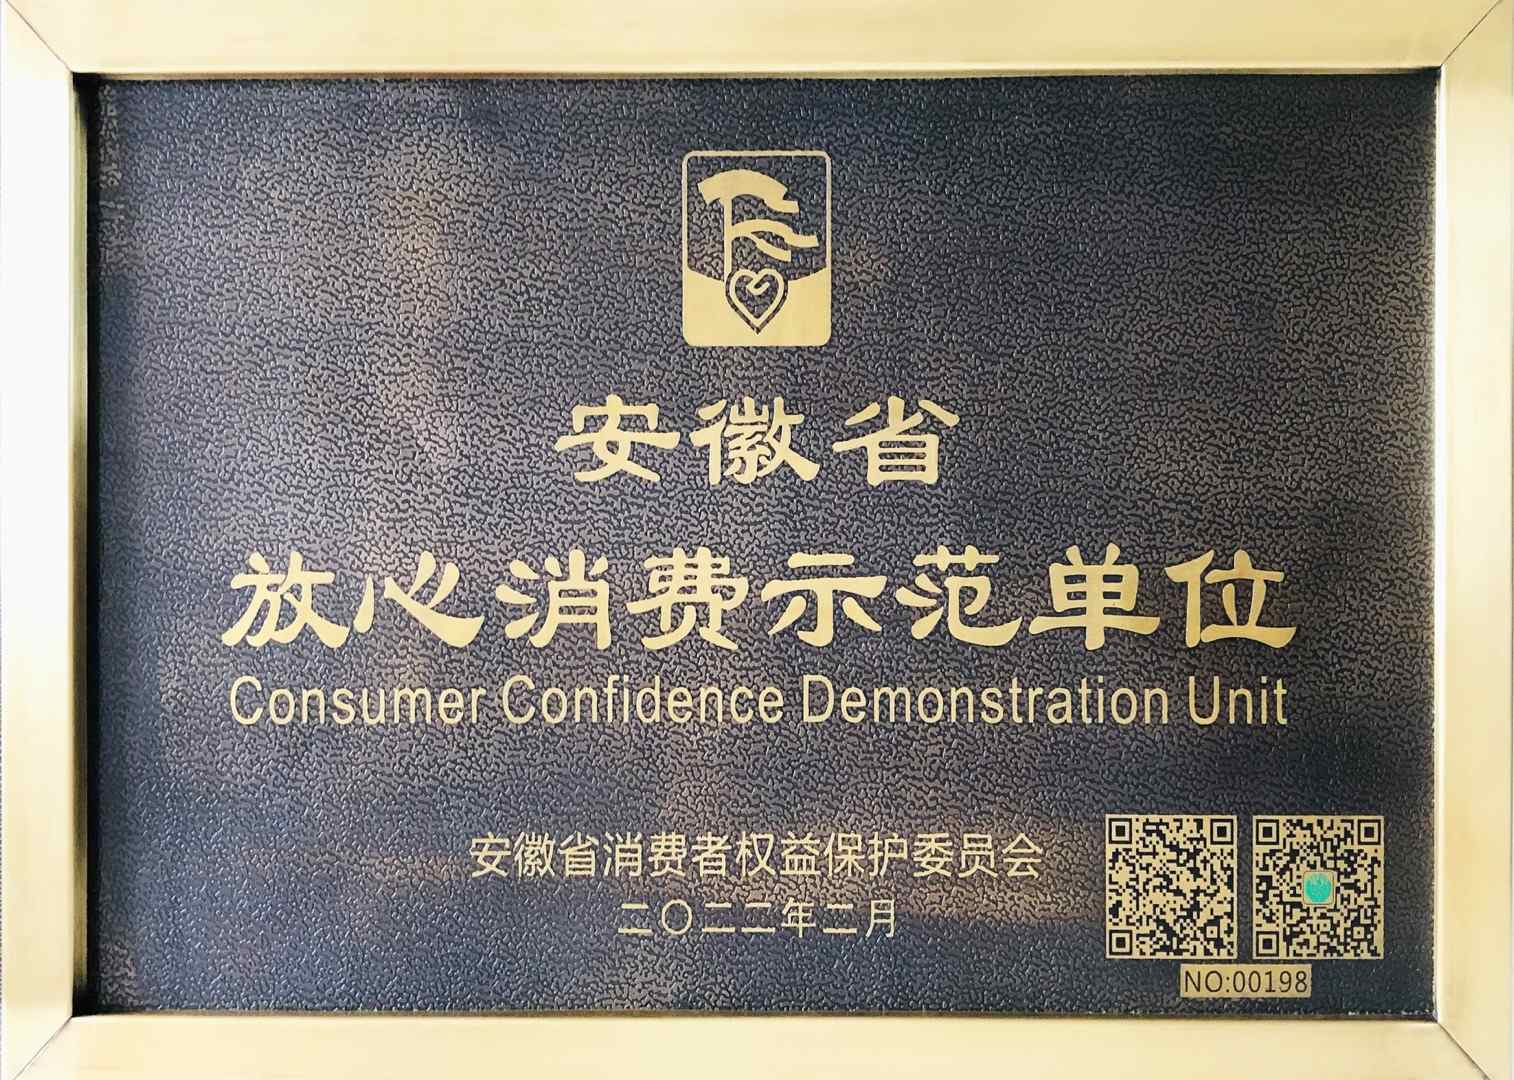 安徽省
放心消费示范单位
Consumer Confidence Demonstration Unit
安徽省消费者权益保护委员会
二〇二二年二月
NO:00198